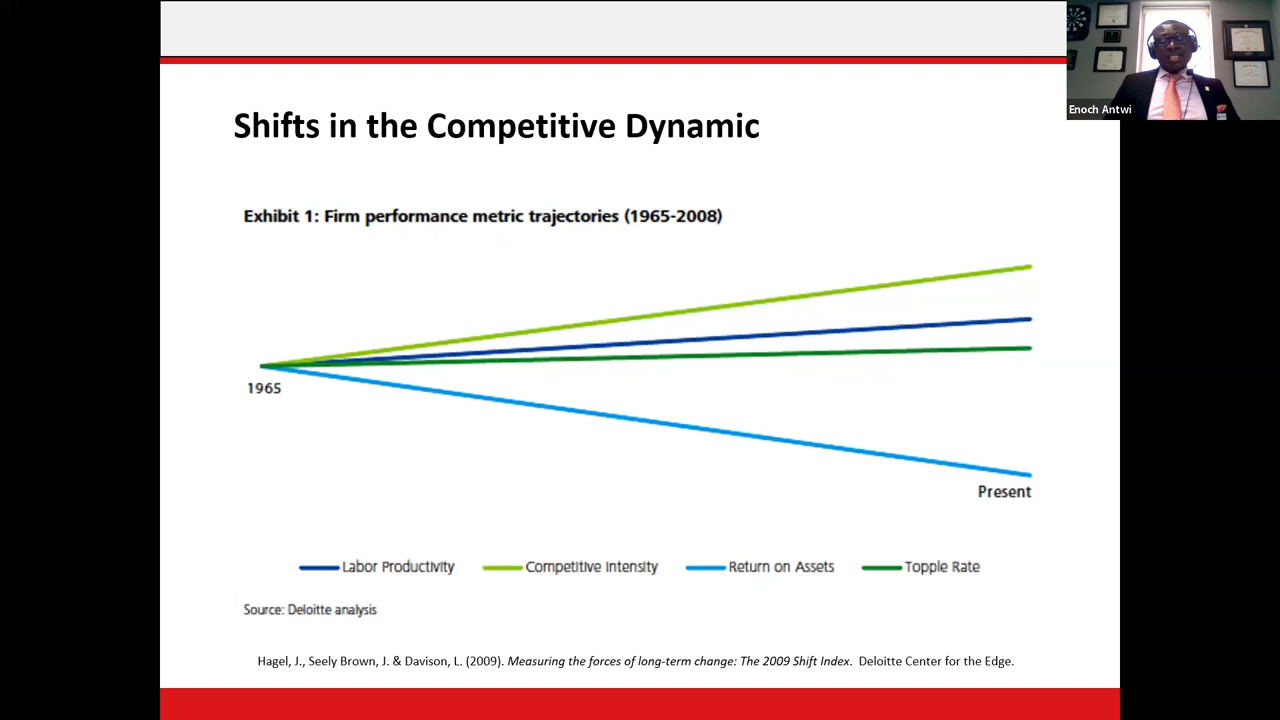 Enoch Antwi
Shifts in the Competitive Dynamic
Exhibit 1: Firm performance metric trajectories (1965-2008)
1965
Present
Labor Productivity Competitive Intensity Return on Assets Topple Rate
Source: Deloitte analysis
Hagel, J., Seely Brown, J. & Davison, L. (2009). Measuring the forces of long-term change: The 2009 Shift Index. Deloitte Center for the Edge.